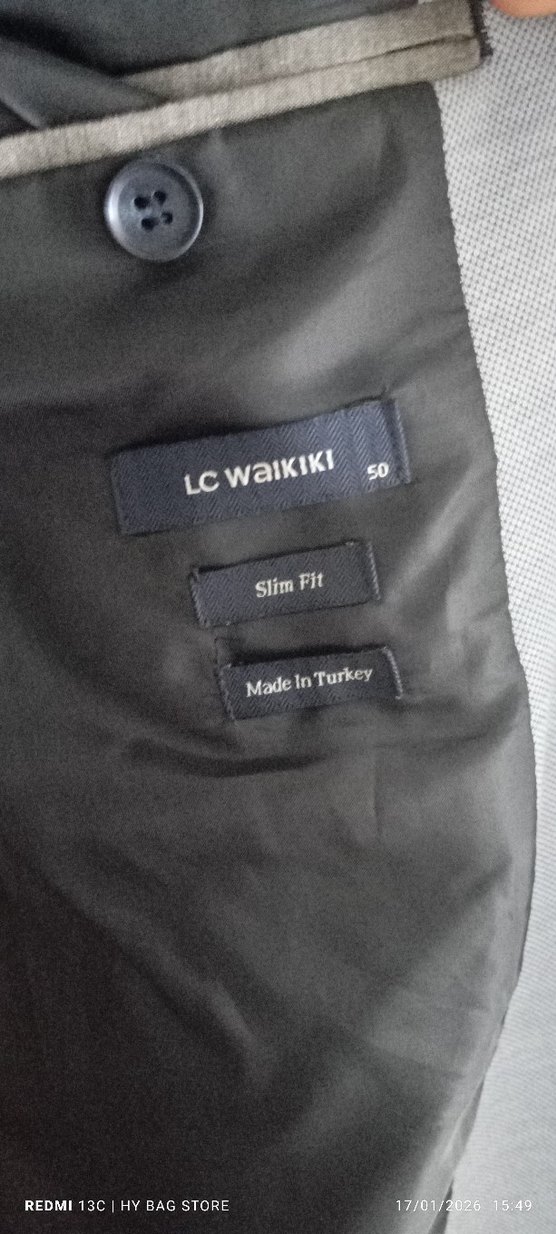 LC WAIKIKI 50
Slim Fit
Made In Turkey
REDMI 13C | HY BAG STORE 17/01/2026 15:49